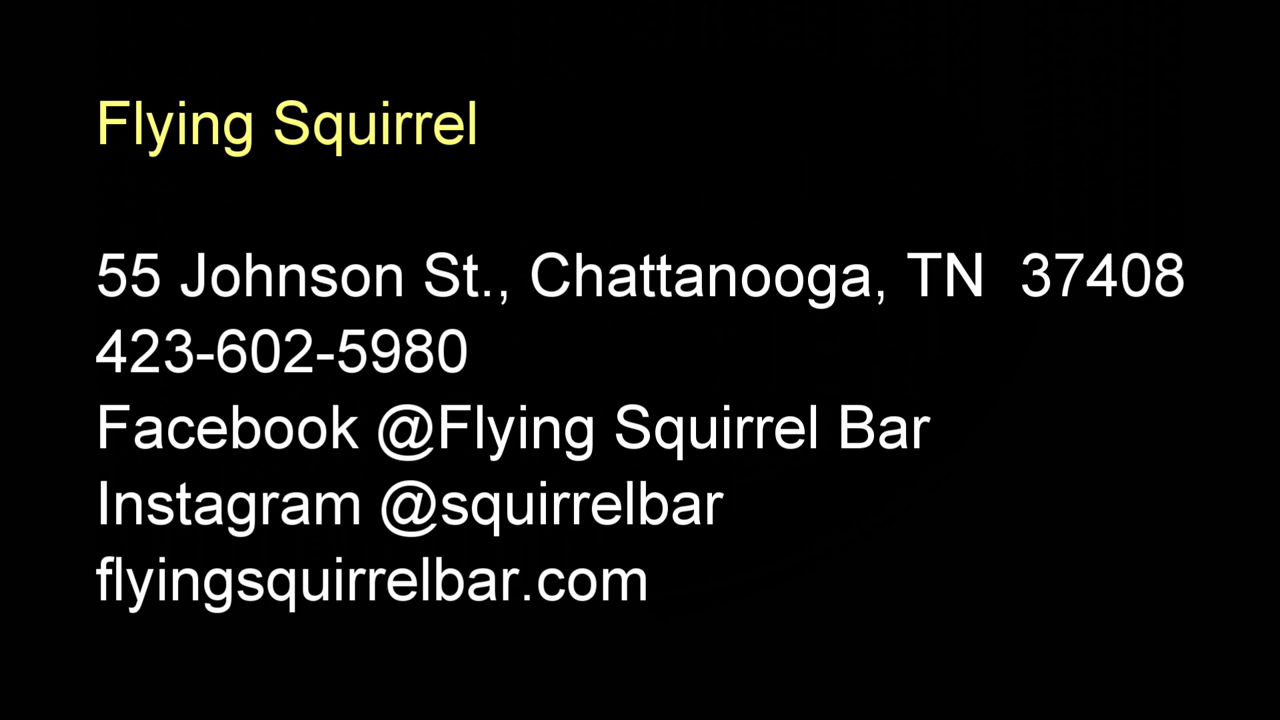 Flying Squirrel
55 Johnson St., Chattanooga, TN  37408
423-602-5980
Facebook @Flying Squirrel Bar
Instagram @squirrelbar
flyingsquirrelbar.com